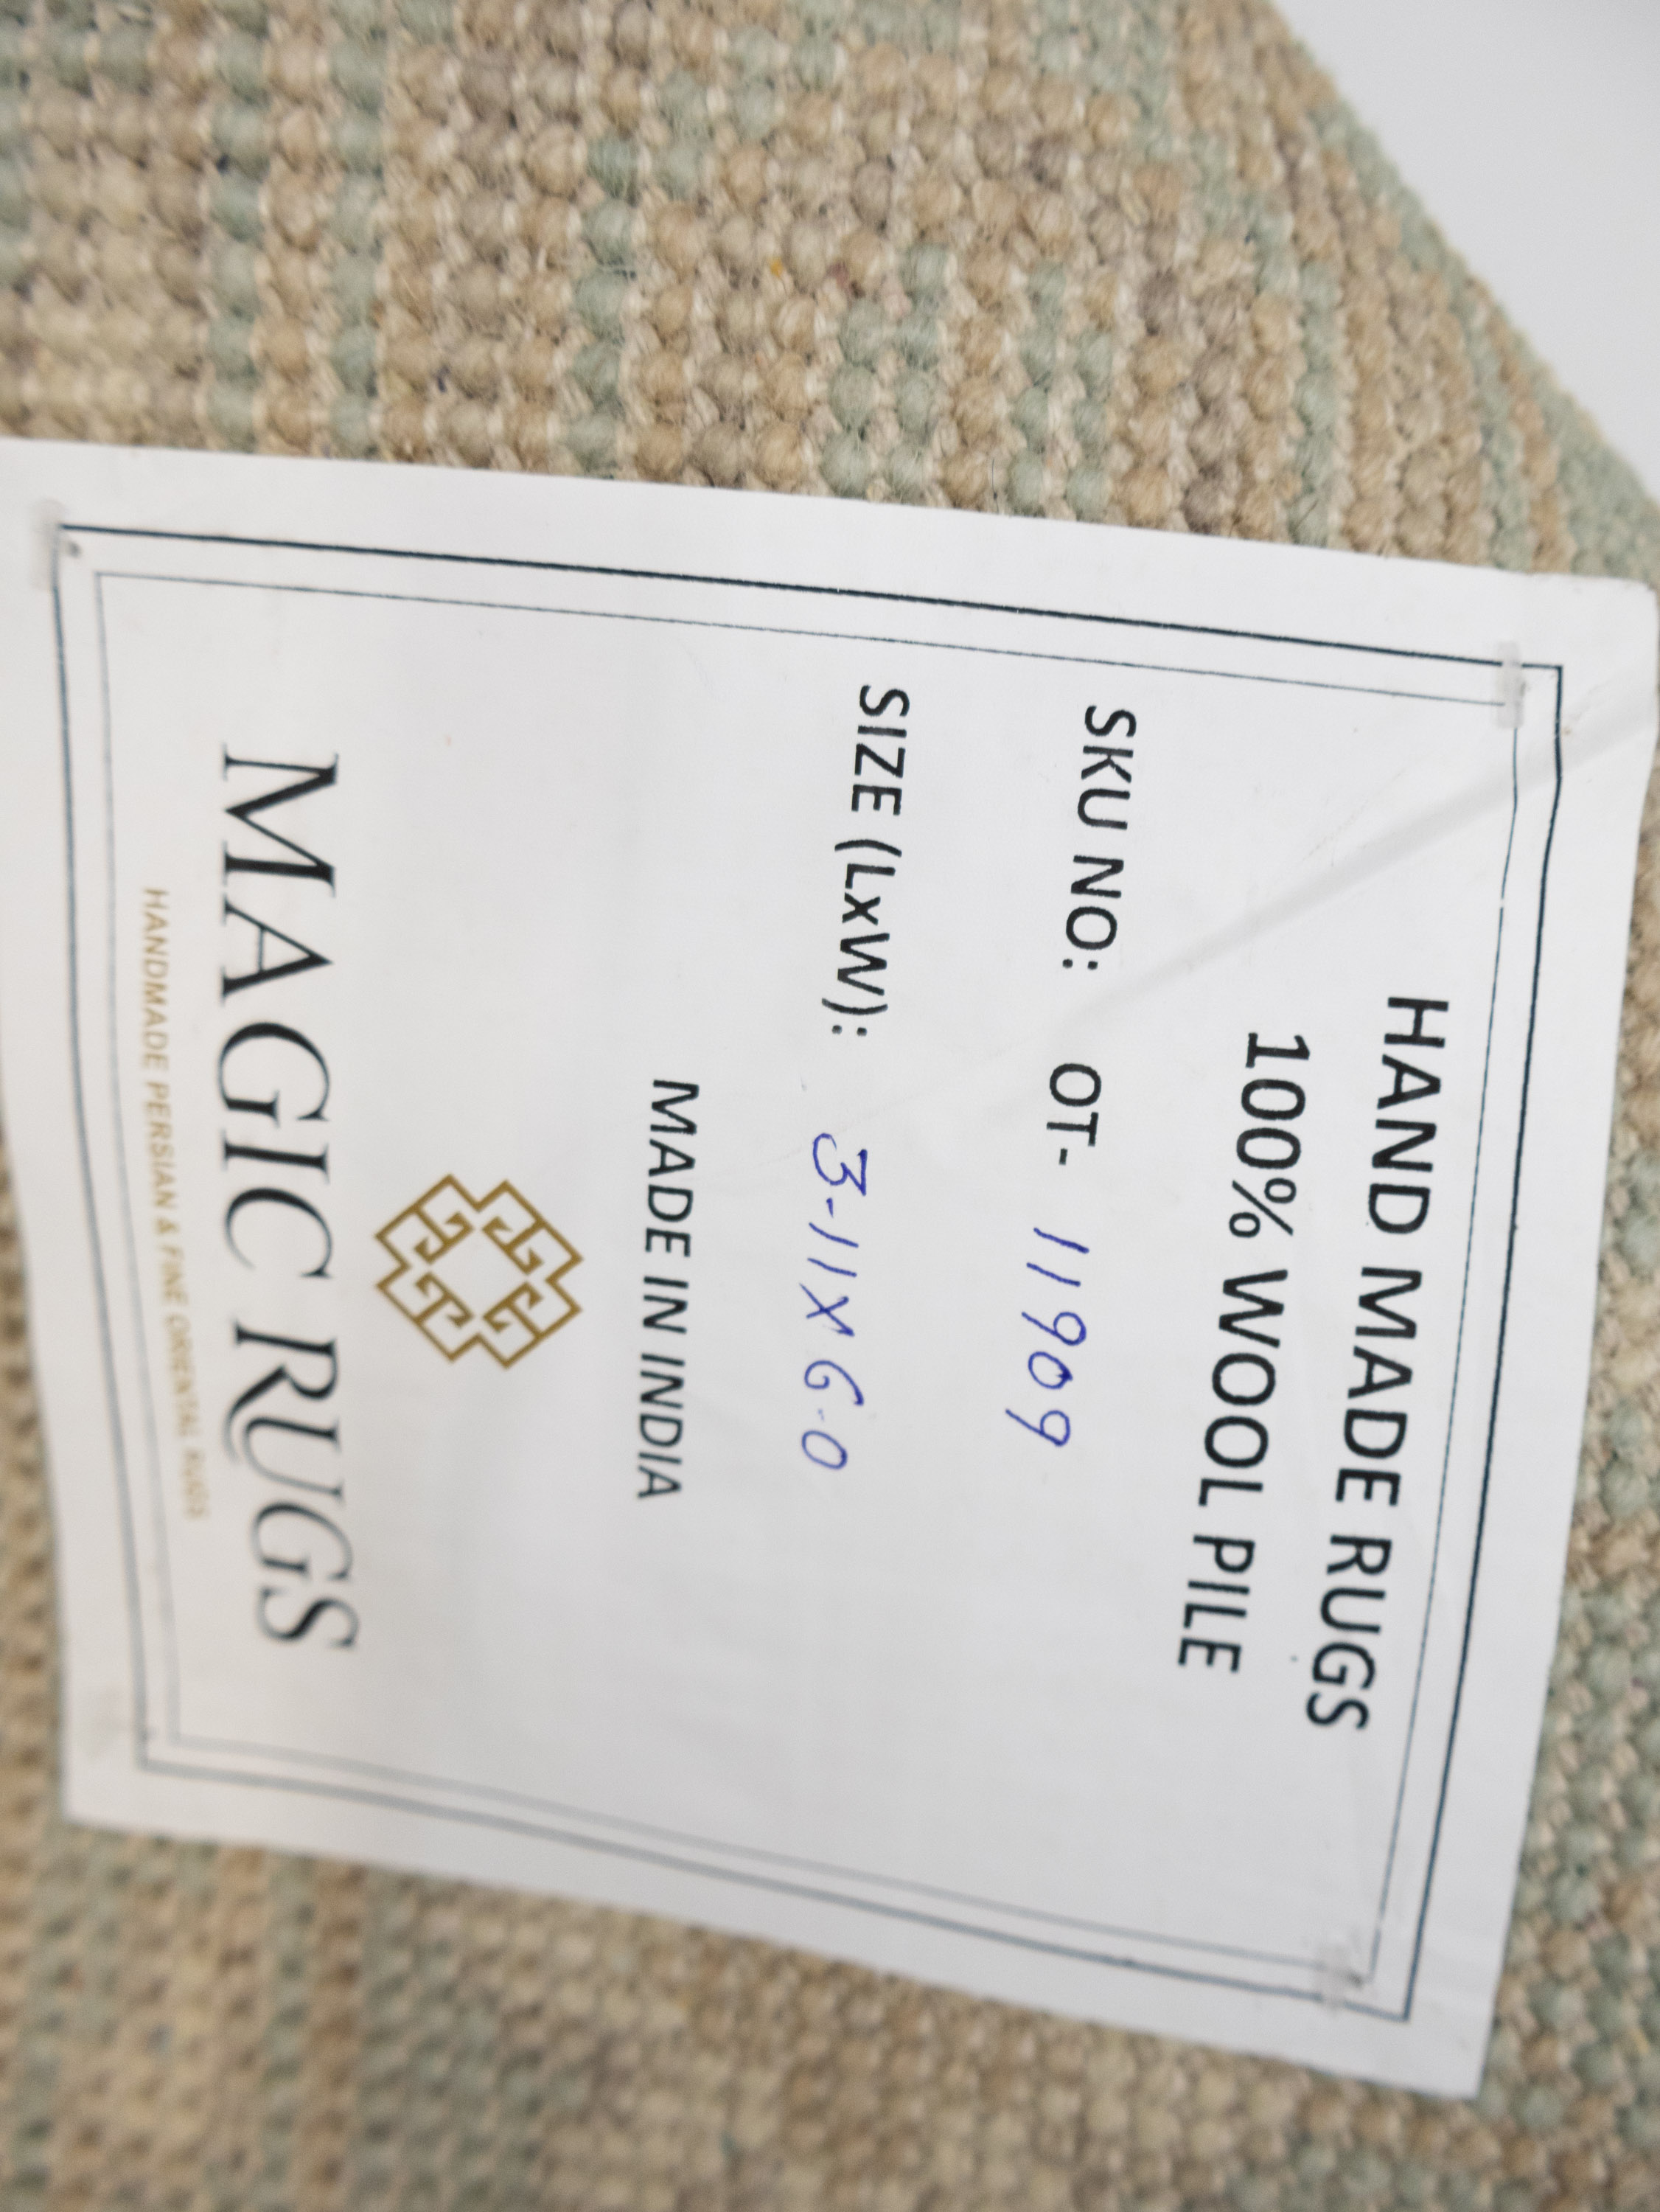 HAND MADE RUGS
100% WOOL PILE
SKU NO: OT- 11909
SIZE (LxW): 3-11X6-0
MADE IN INDIA
MAGIC RUGS
HANDMADE PERSIAN & FINE ORIENTAL RUGS